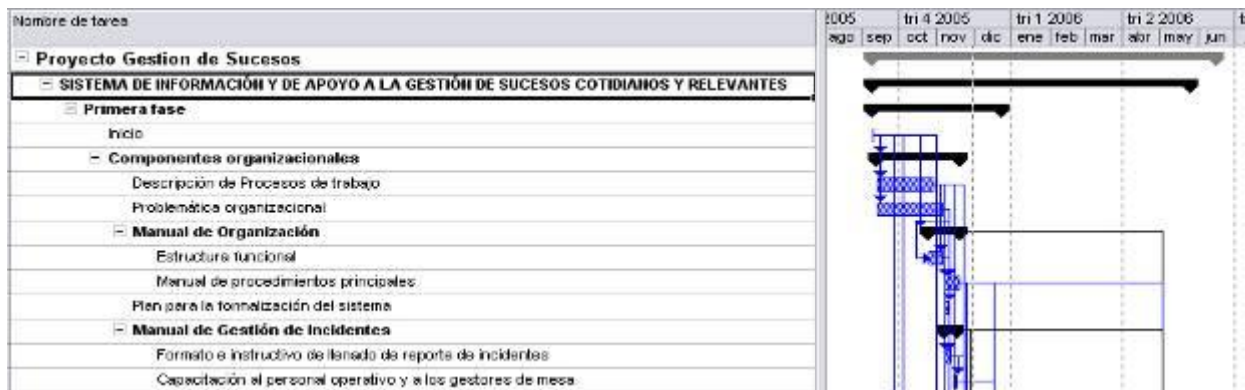 Nombre de tarea
2005 tri 4 2005 tri 1 2006 tri 2 2006 t
ago sep oct nov dic ene feb mar abr may jun
Proyecto Gestion de Sucesos
SISTEMA DE INFORMACIÓN Y DE APOYO A LA GESTIÓN DE SUCESOS COTIDIANOS Y RELEVANTES
Primera fase
Inicio
Componentes organizacionales
Descripción de Procesos de trabajo
Problemática organizacional
Manual de Organización
Estructura funcional
Manual de procedimientos principales
Plan para la formalización del sistema
Manual de Gestión de Incidentes
Formato e instructivo de llenado de reporte de incidentes
Capacitación al personal operativo y a los gestores de mesa